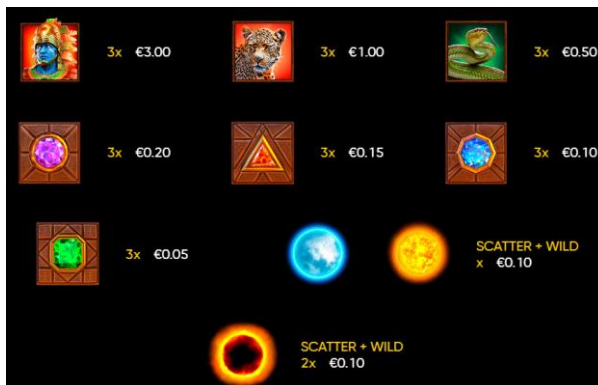 3x €3.00
3x €1.00
3x €0.50
3x €0.20
3x €0.15
3x €0.10
3x €0.05
SCATTER + WILD
x €0.10
SCATTER + WILD
2x €0.10